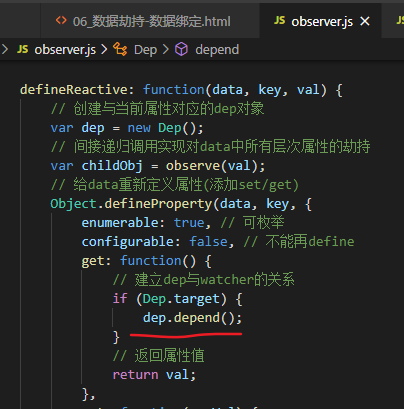 <> 06_数据劫持-数据绑定.html
JS observer.js ×
JS observer.js > Dep > depend
defineReactive: function(data, key, val) {
// 创建与当前属性对应的dep对象
var dep = new Dep();
// 间接递归调用实现对data中所有层次属性的劫持
var childObj = observe(val);
// 给data重新定义属性(添加set/get)
Object.defineProperty(data, key, {
enumerable: true, // 可枚举
configurable: false, // 不能再define
get: function() {
// 建立dep与watcher的关系
if (Dep.target) {
dep.depend();
}
// 返回属性值
return val;
},